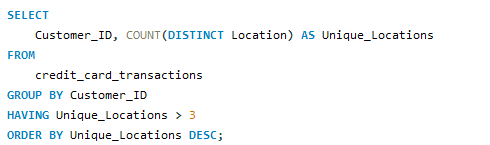 SELECT
    Customer_ID, COUNT(DISTINCT Location) AS Unique_Locations
FROM
    credit_card_transactions
GROUP BY Customer_ID
HAVING Unique_Locations > 3
ORDER BY Unique_Locations DESC;